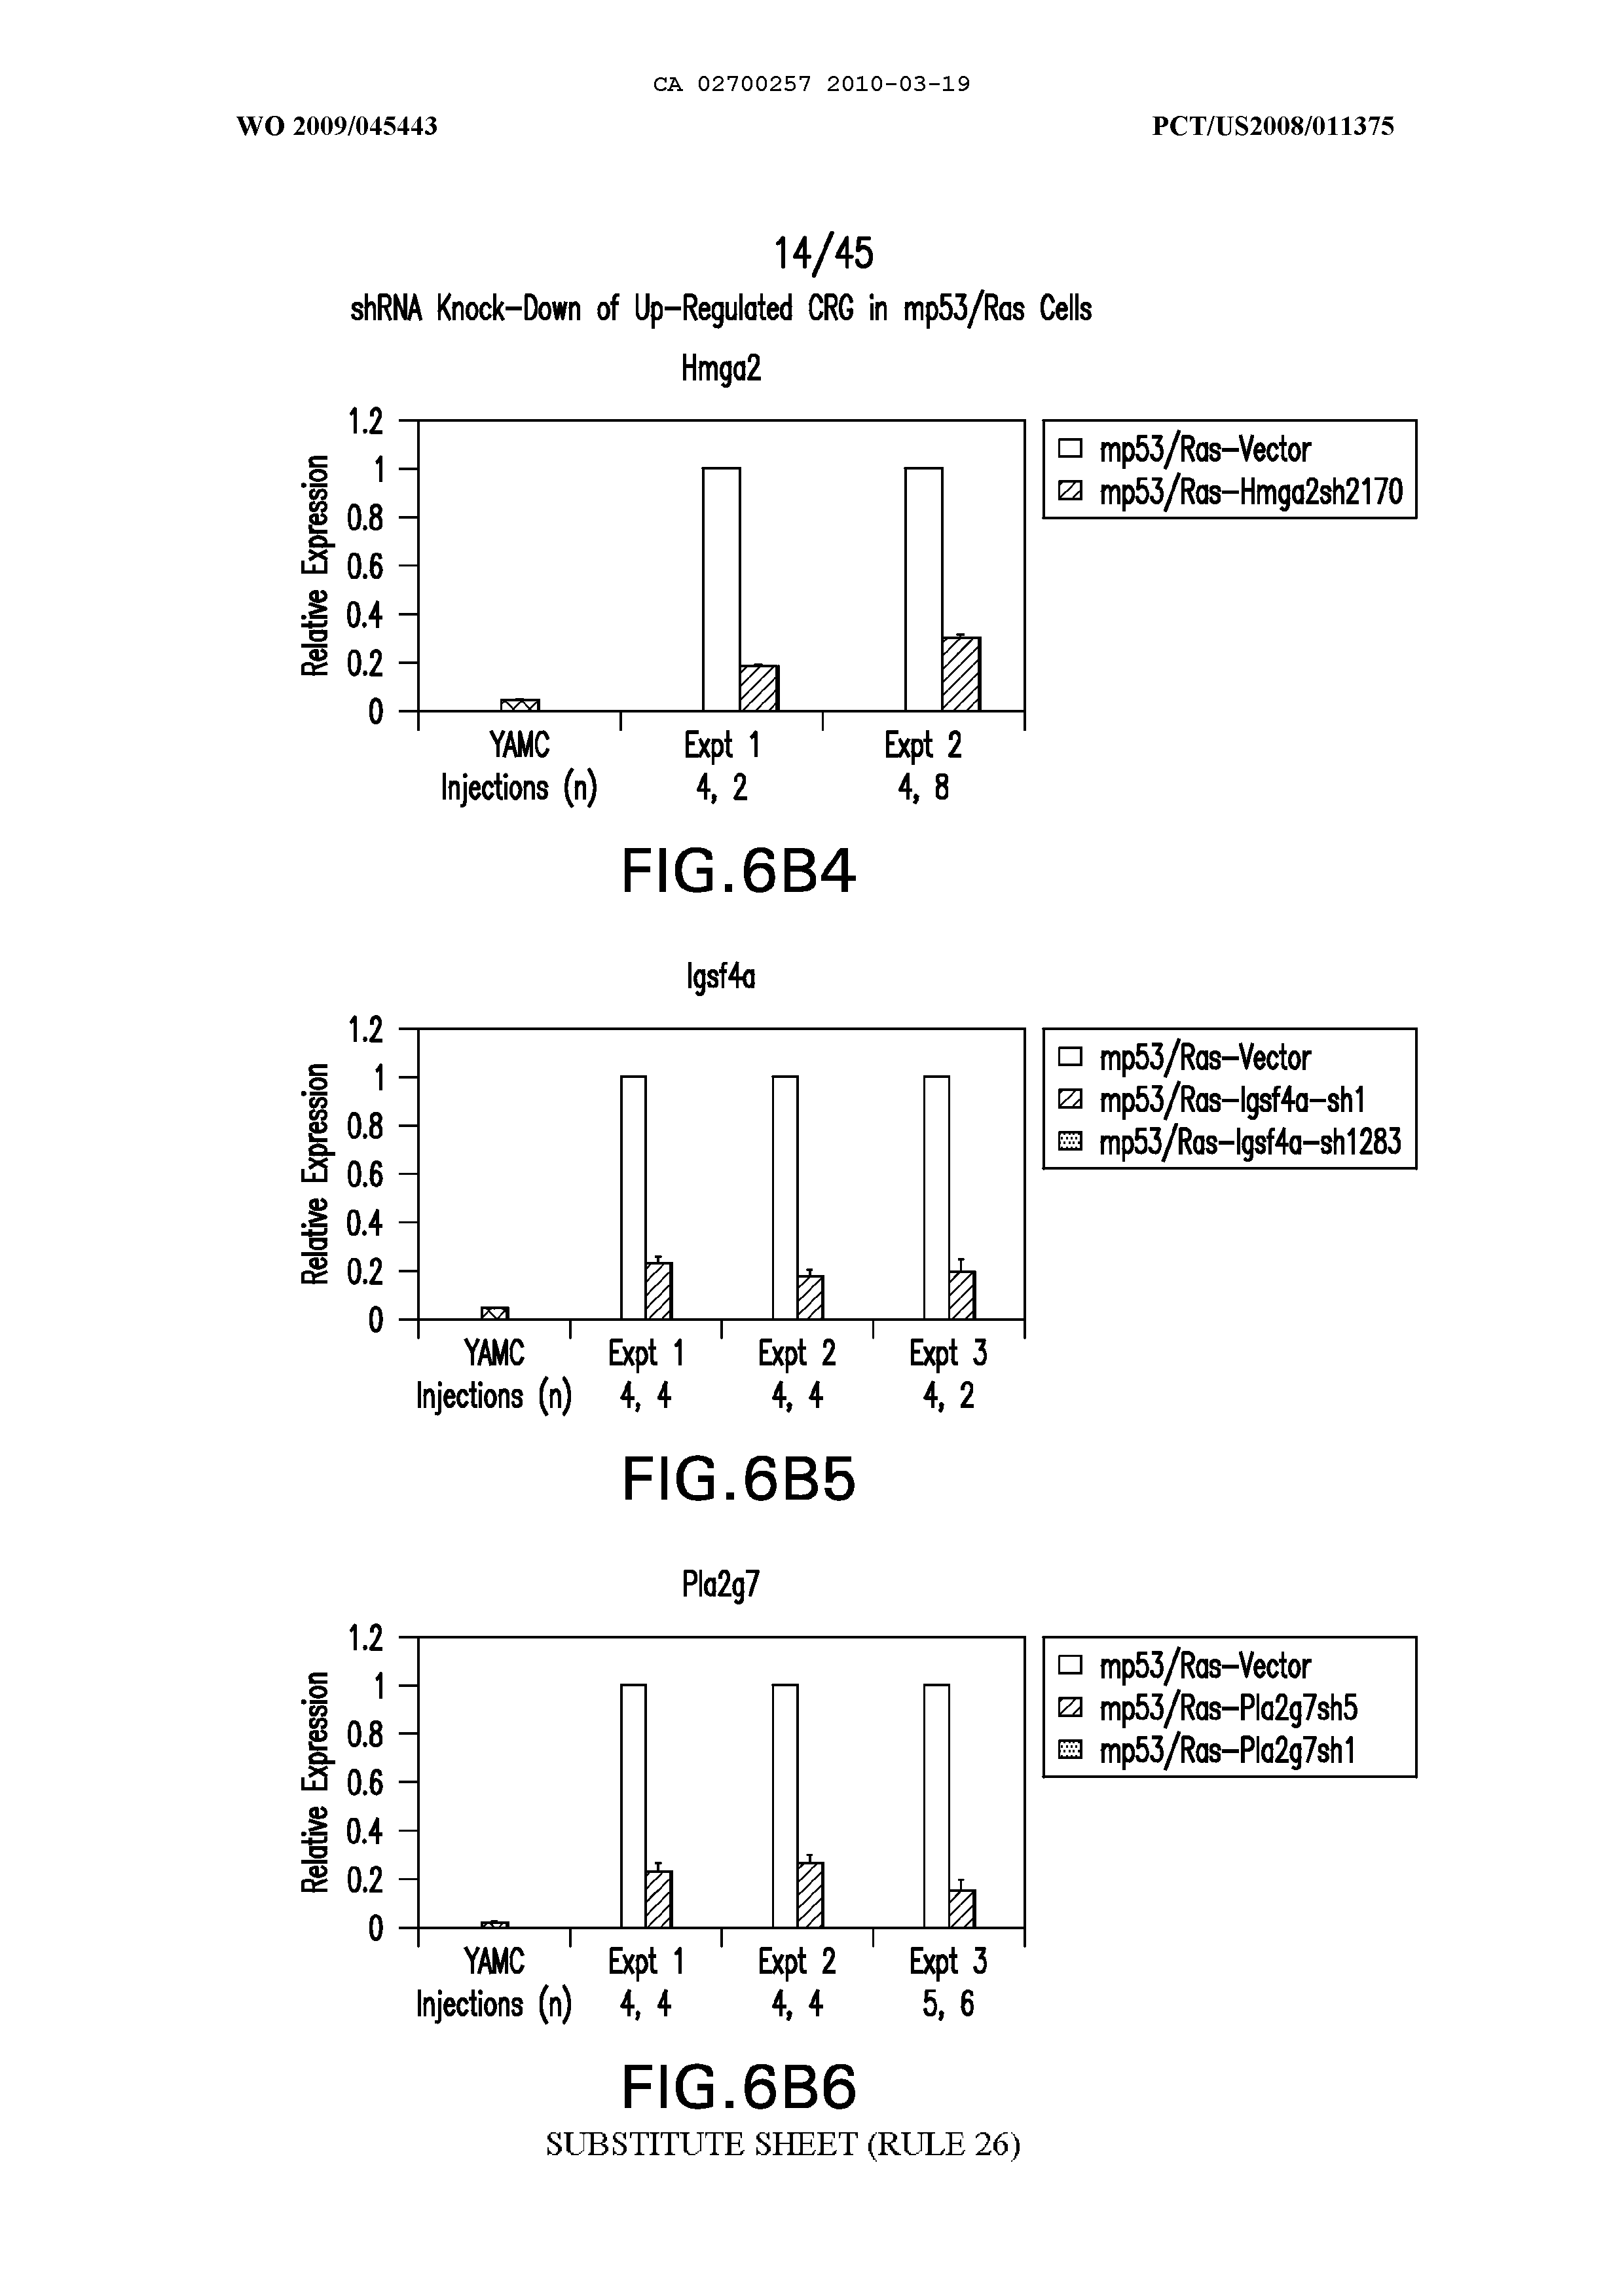 CA 02700257 2010-03-19
WO 2009/045443 PCT/US2008/011375
14/45
shRNA Knock-Down of Up-Regulated CRG in mp53/Ras Cells
Hmga2
Relative Expression
1.2
1
0.8
0.6
0.4
0.2
0
mp53/Ras-Vector
mp53/Ras-Hmga2sh2170
YAMC Expt 1 Expt 2
Injections (n) 4, 2 4, 8
FIG.6B4
Igsf4a
Relative Expression
1.2
1
0.8
0.6
0.4
0.2
0
mp53/Ras-Vector
mp53/Ras-Igsf4a-sh1
mp53/Ras-Igsf4a-sh1283
YAMC Expt 1 Expt 2 Expt 3
Injections (n) 4, 4 4, 4 4, 2
FIG.6B5
Pla2g7
Relative Expression
1.2
1
0.8
0.6
0.4
0.2
0
mp53/Ras-Vector
mp53/Ras-Pla2g7sh5
mp53/Ras-Pla2g7sh1
YAMC Expt 1 Expt 2 Expt 3
Injections (n) 4, 4 4, 4 5, 6
FIG.6B6
SUBSTITUTE SHEET (RULE 26)